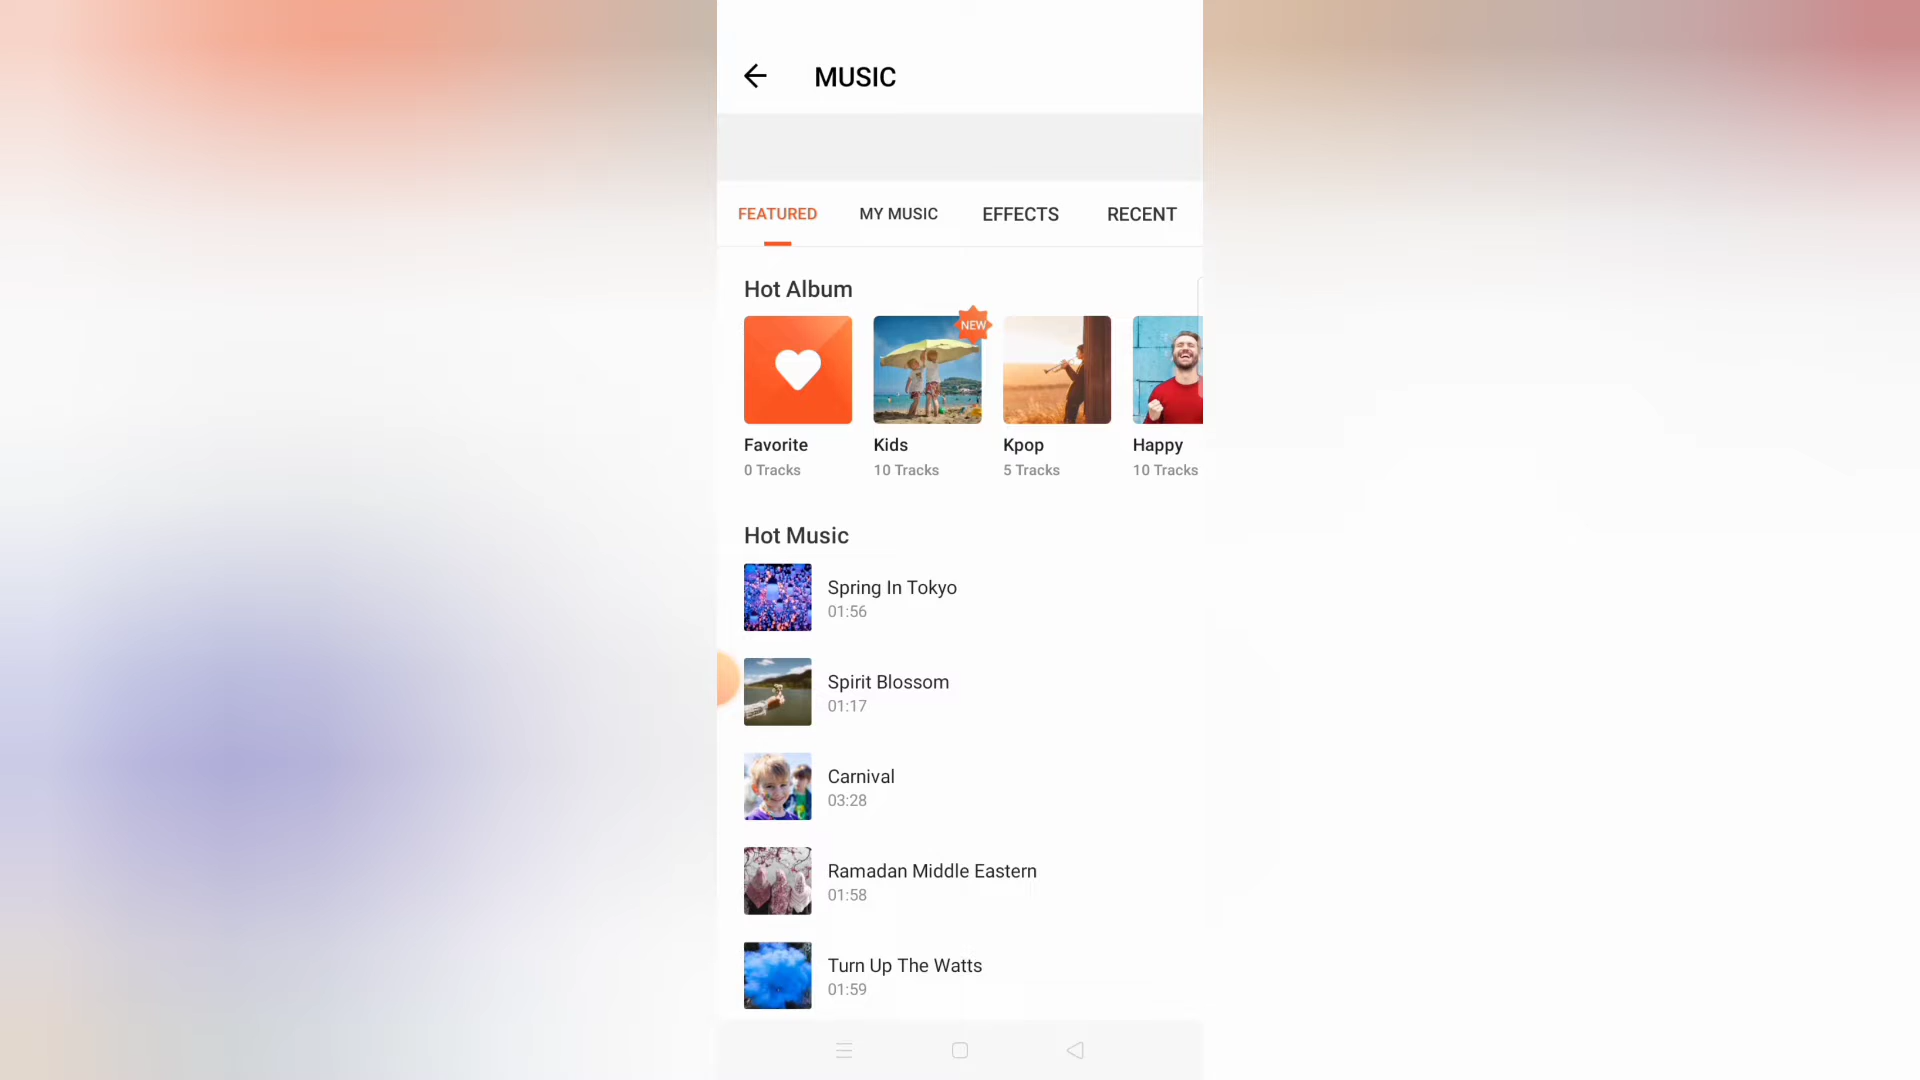 MUSIC
FEATURED MY MUSIC EFFECTS RECENT
Hot Album
NEW
Favorite Kids Kpop Happy
0 Tracks 10 Tracks 5 Tracks 10 Tracks
Hot Music
Spring In Tokyo
01:56
Spirit Blossom
01:17
Carnival
03:28
Ramadan Middle Eastern
01:58
Turn Up The Watts
01:59